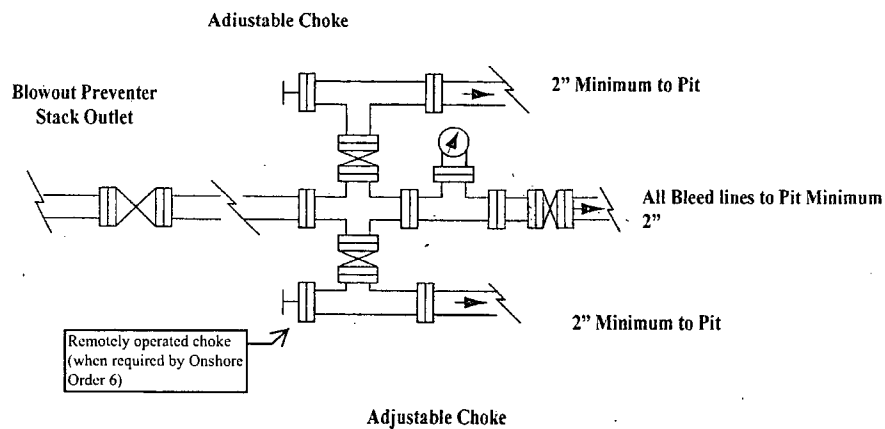 Adiustable Choke
2” Minimum to Pit
Blowout Preventer
Stack Outlet
All Bleed lines to Pit Minimum
2”
2” Minimum to Pit
Remotely operated choke
(when required by Onshore
Order 6)
Adjustable Choke